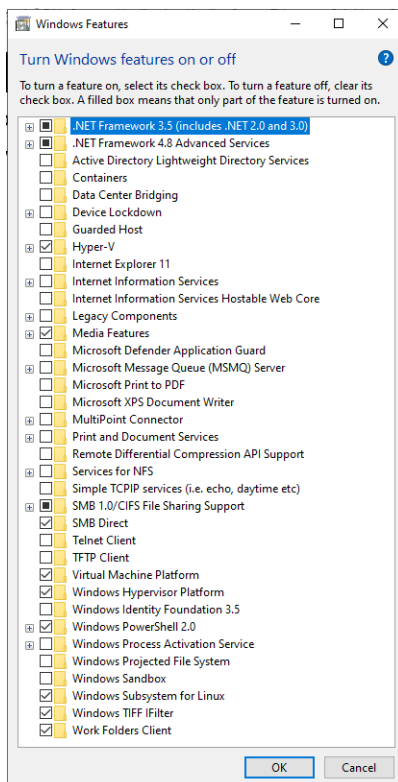 Windows Features
Turn Windows features on or off
To turn a feature on, select its check box. To turn a feature off, clear its
check box. A filled box means that only part of the feature is turned on.
.NET Framework 3.5 (includes .NET 2.0 and 3.0)
.NET Framework 4.8 Advanced Services
Active Directory Lightweight Directory Services
Containers
Data Center Bridging
Device Lockdown
Guarded Host
Hyper-V
Internet Explorer 11
Internet Information Services
Internet Information Services Hostable Web Core
Legacy Components
Media Features
Microsoft Defender Application Guard
Microsoft Message Queue (MSMQ) Server
Microsoft Print to PDF
Microsoft XPS Document Writer
MultiPoint Connector
Print and Document Services
Remote Differential Compression API Support
Services for NFS
Simple TCPIP services (i.e. echo, daytime etc)
SMB 1.0/CIFS File Sharing Support
SMB Direct
Telnet Client
TFTP Client
Virtual Machine Platform
Windows Hypervisor Platform
Windows Identity Foundation 3.5
Windows PowerShell 2.0
Windows Process Activation Service
Windows Projected File System
Windows Sandbox
Windows Subsystem for Linux
Windows TIFF IFilter
Work Folders Client
OK Cancel